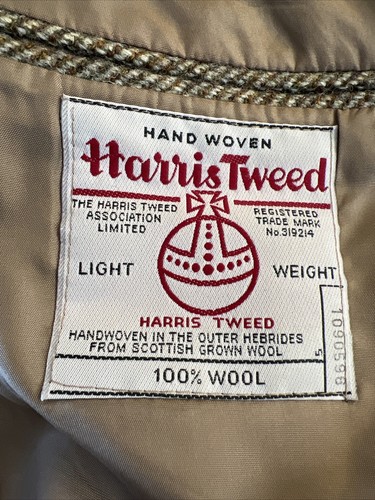 HAND WOVEN
Harris Tweed
THE HARRIS TWEED
ASSOCIATION
LIMITED
REGISTERED
TRADE MARK
No.319214
LIGHT WEIGHT
HARRIS TWEED
HANDWOVEN IN THE OUTER HEBRIDES
FROM SCOTTISH GROWN WOOL
100% WOOL
5
1090596